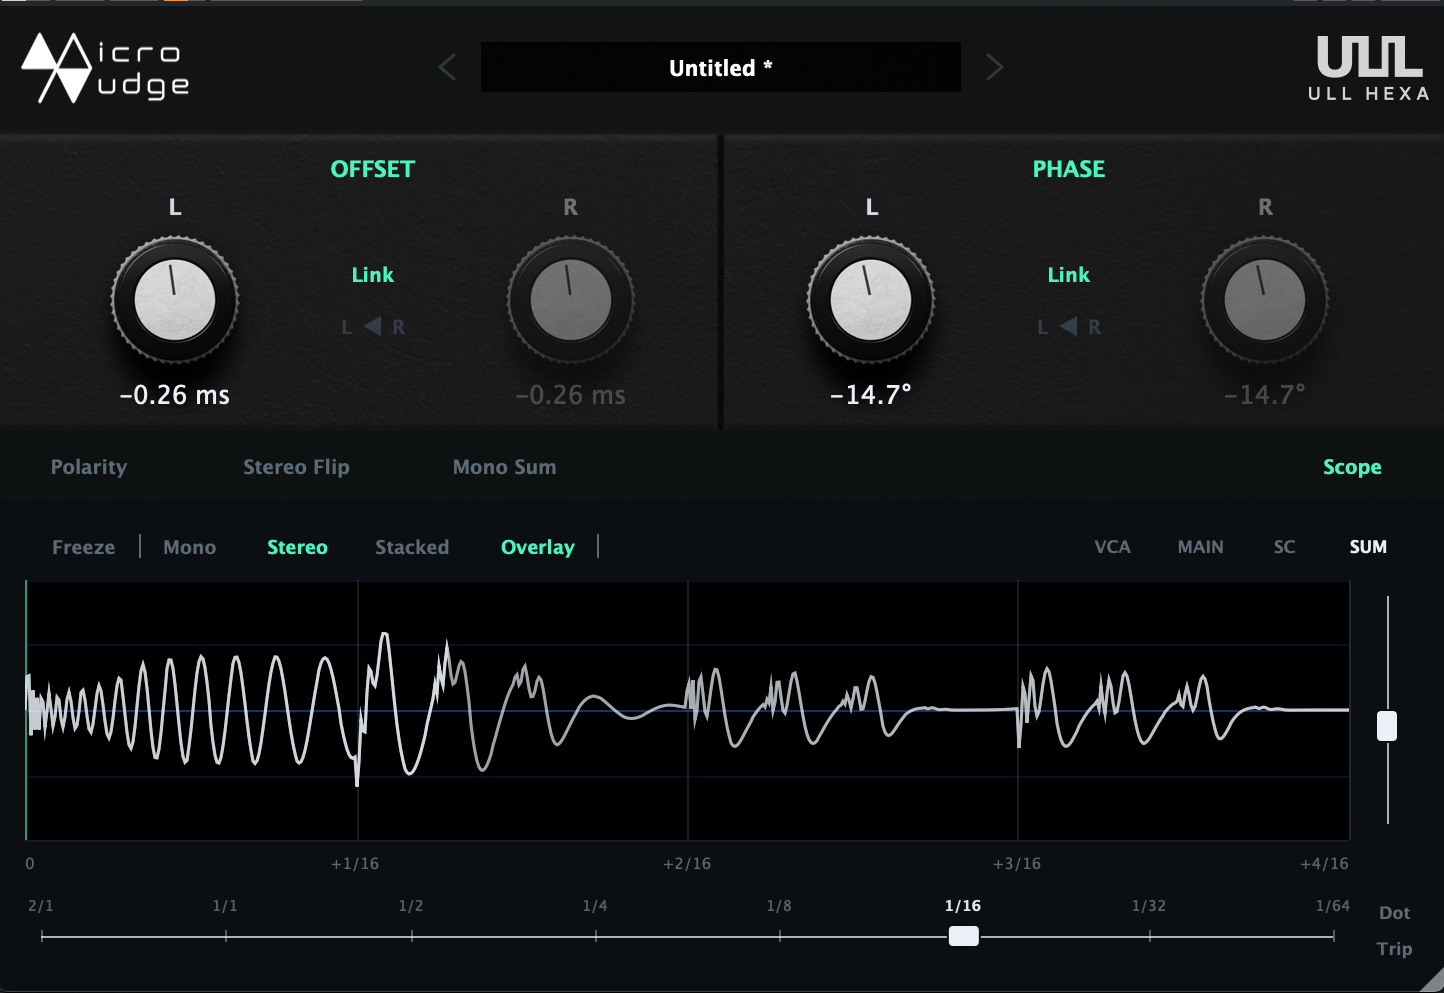 icro
udge
< Untitled * >
ULL
ULL HEXA
OFFSET
PHASE
L R L R
Link Link
L ◀ R L ◀ R
-0.26 ms -0.26 ms -14.7° -14.7°
Polarity Stereo Flip Mono Sum Scope
Freeze | Mono Stereo Stacked Overlay | VCA MAIN SC SUM
0 +1/16 +2/16 +3/16 +4/16
2/1 1/1 1/2 1/4 1/8 1/16 1/32 1/64
Dot
Trip